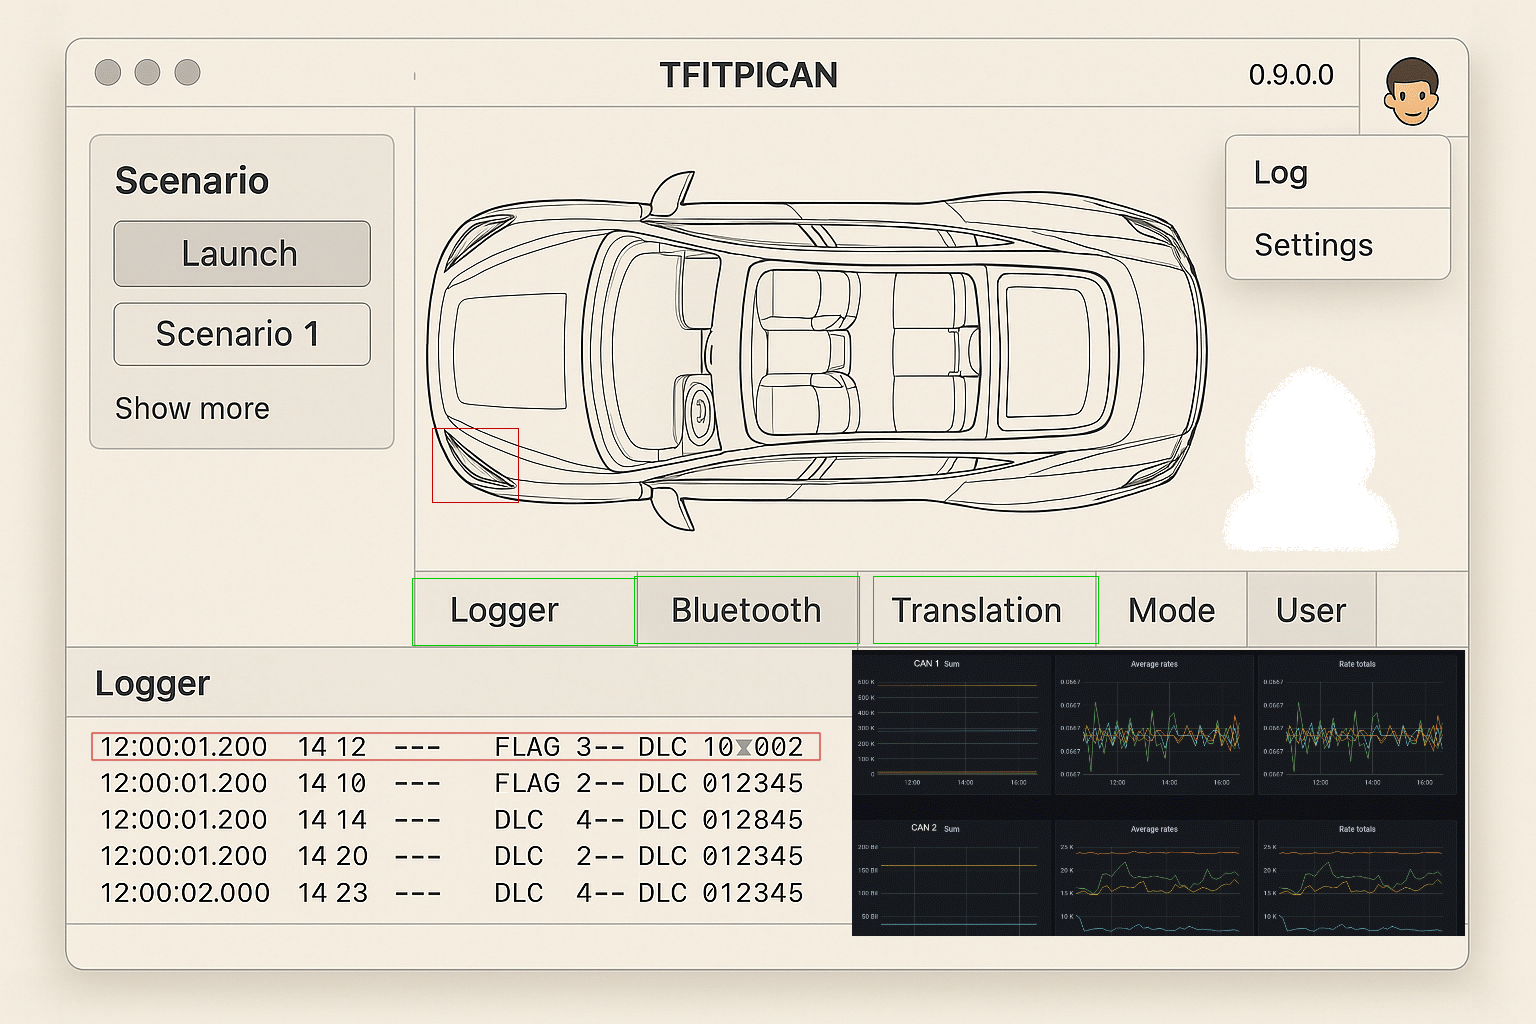 TFITPICAN
0.9.0.0
Log
Settings
Scenario
Launch
Scenario 1
Show more
Logger
Bluetooth
Translation
Mode
User
Logger
12:00:01.200 14 12 --- FLAG 3-- DLC 10 002
12:00:01.200 14 10 --- FLAG 2-- DLC 012345
12:00:01.200 14 14 --- DLC 4-- DLC 012845
12:00:01.200 14 20 --- DLC 2-- DLC 012345
12:00:02.000 14 23 --- DLC 4-- DLC 012345
CAN 1 Sum
600 K
500 K
400 K
300 K
200 K
100 K
0
12:00 14:00 16:00
Average rates
0.0667
0.0667
0.0667
0.0667
0.0667
12:00 14:00 16:00
Rate totals
0.0667
0.0667
0.0667
0.0667
0.0667
12:00 14:00 16:00
CAN 2 Sum
200 Bil
150 Bil
100 Bil
50 Bil
Average rates
25 K
20 K
15 K
10 K
Rate totals
25 K
20 K
15 K
10 K